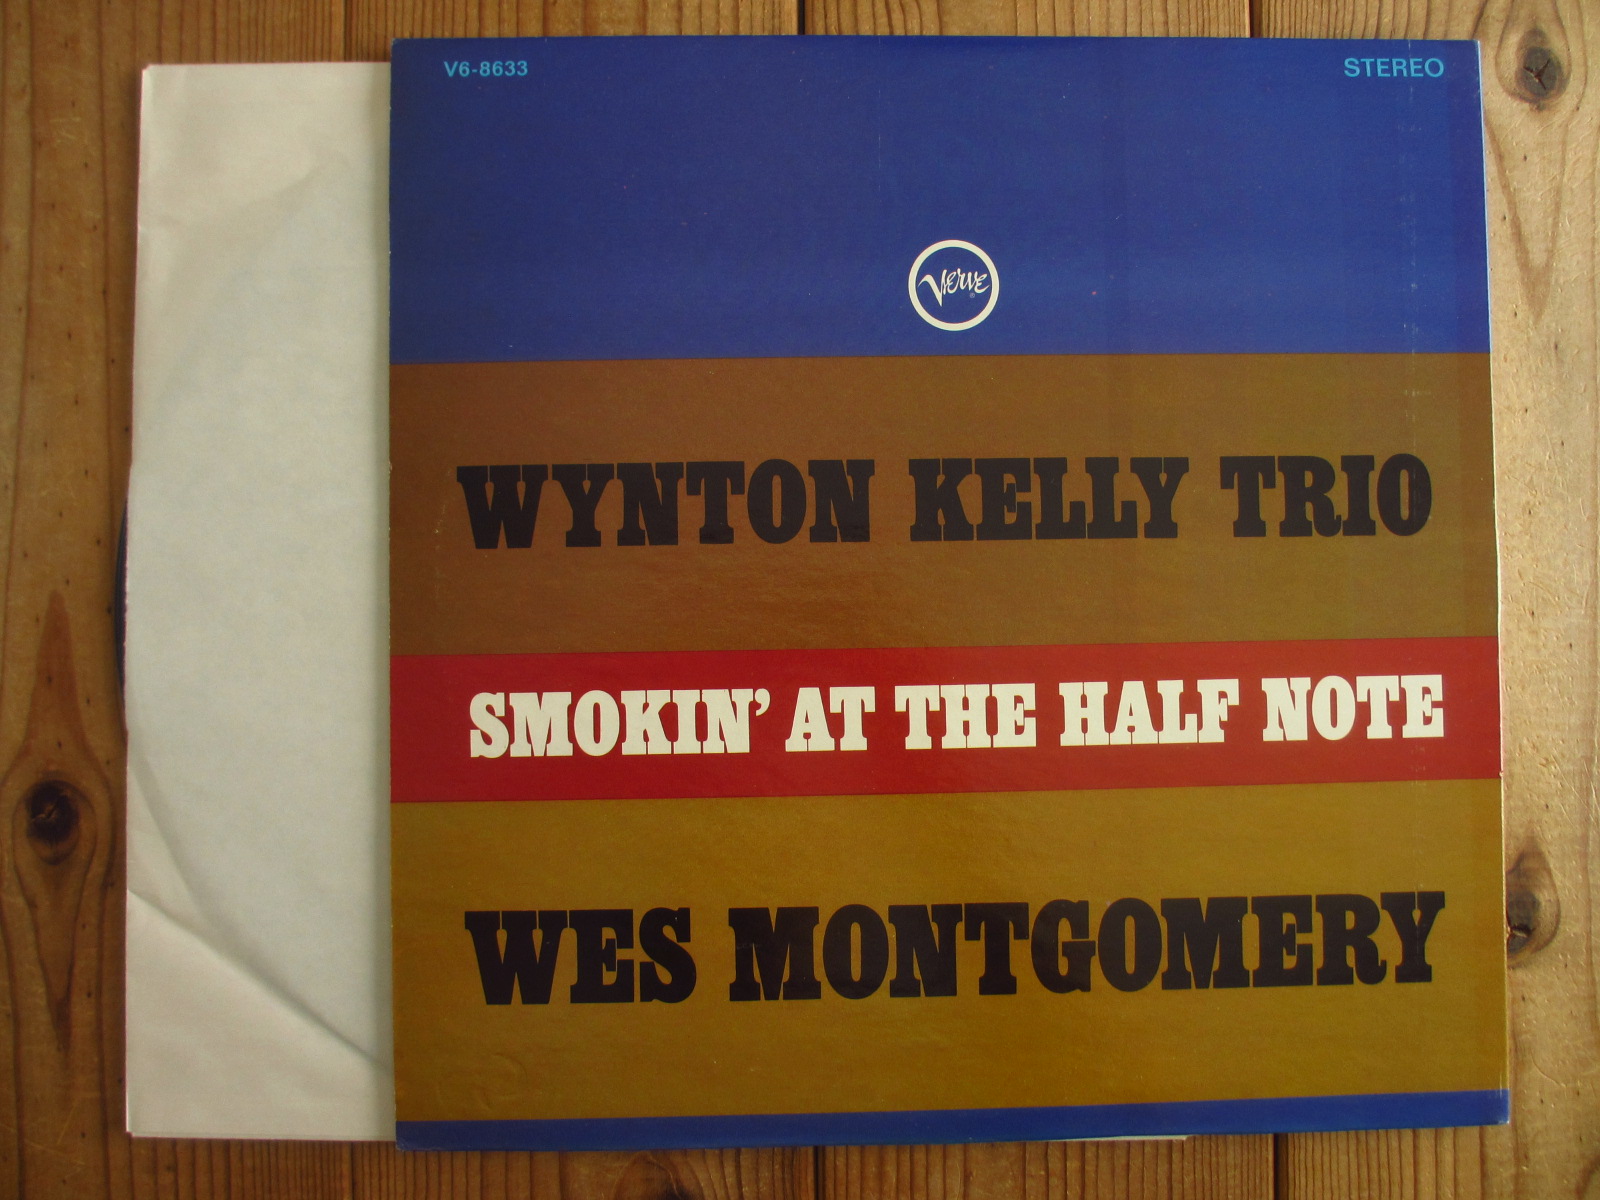 V6-8633 STEREO
Verve
WYNTON KELLY TRIO
SMOKIN' AT THE HALF NOTE
WES MONTGOMERY